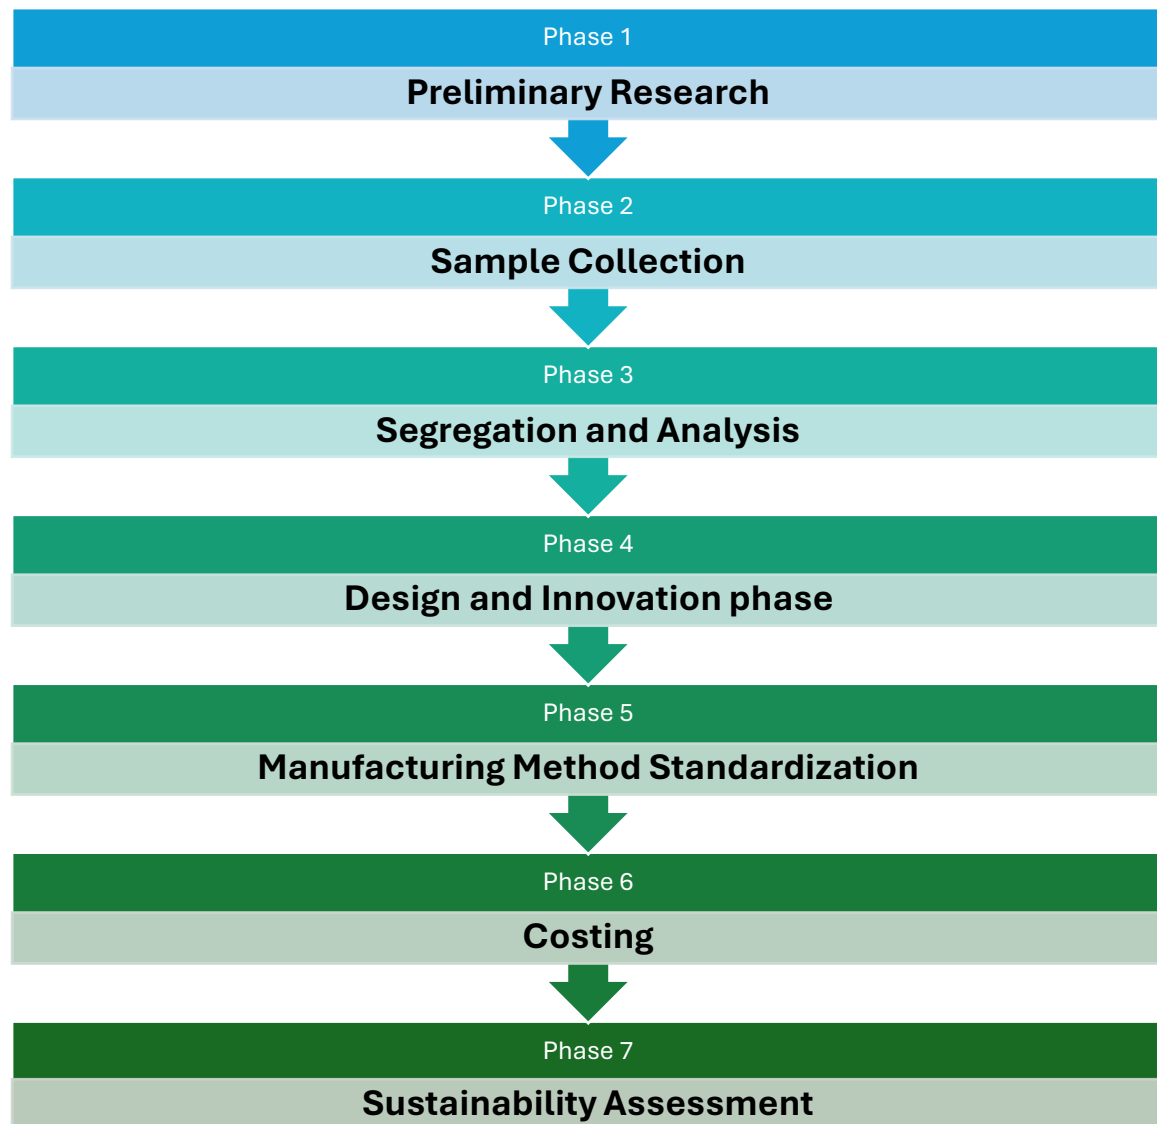 Phase 1
Preliminary Research
Phase 2
Sample Collection
Phase 3
Segregation and Analysis
Phase 4
Design and Innovation phase
Phase 5
Manufacturing Method Standardization
Phase 6
Costing
Phase 7
Sustainability Assessment